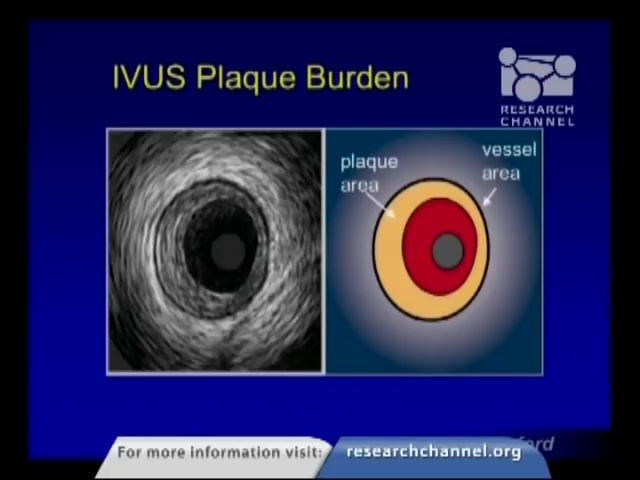 IVUS Plaque Burden
RESEARCH
CHANNEL
plaque
area
vessel
area
For more information visit:
researchchannel.org